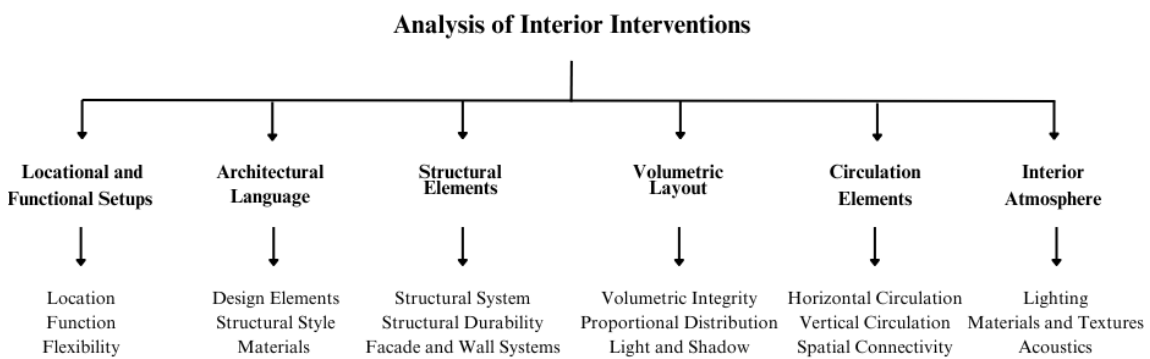 Analysis of Interior Interventions
Locational and
Functional Setups
Architectural
Language
Structural
Elements
Volumetric
Layout
Circulation
Elements
Interior
Atmosphere
Location
Function
Flexibility
Design Elements
Structural Style
Materials
Structural System
Structural Durability
Facade and Wall Systems
Volumetric Integrity
Proportional Distribution
Light and Shadow
Horizontal Circulation
Vertical Circulation
Spatial Connectivity
Lighting
Materials and Textures
Acoustics